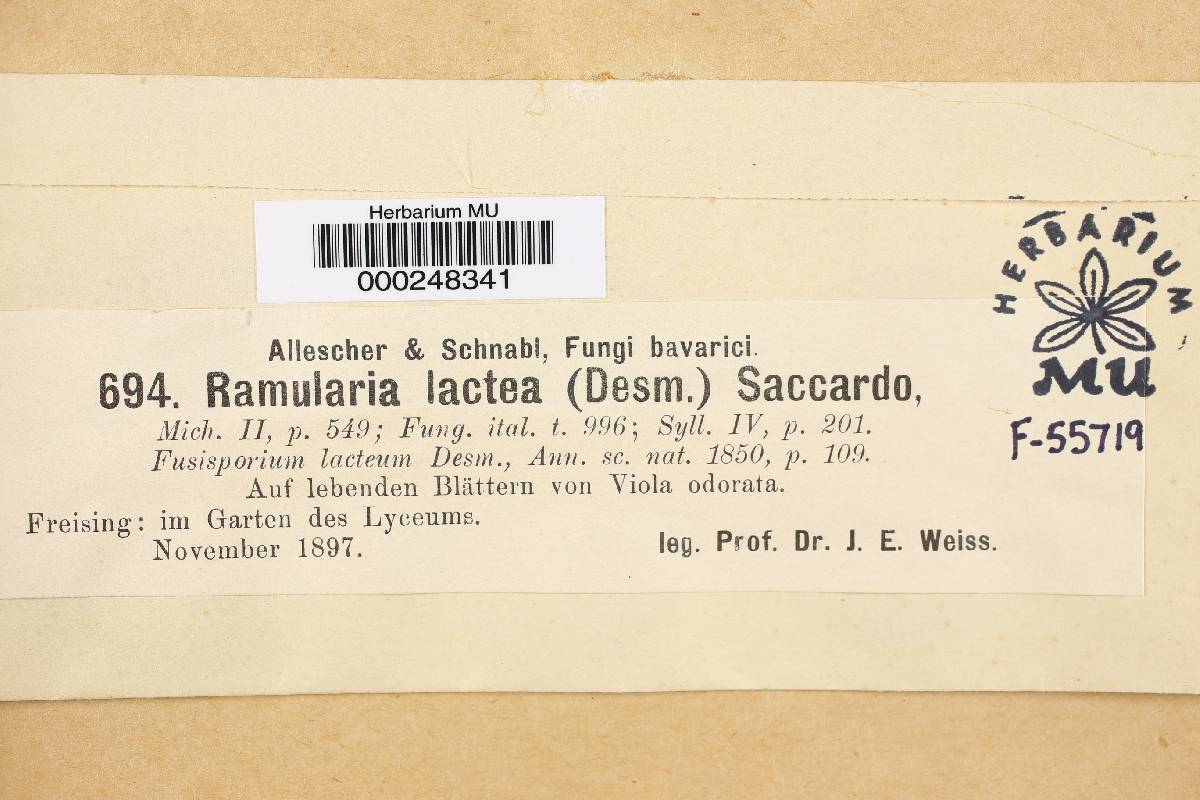 Herbarium MU
000248341
HERBARIUM
MU
F-55719
Allescher & Schnabl, Fungi bavarici.
694. Ramularia lactea (Desm.) Saccardo,
Mich. II, p. 549; Fung. ital. t. 996; Syll. IV, p. 201.
Fusisporium lacteum Desm., Ann. sc. nat. 1850, p. 109.
Auf lebenden Blättern von Viola odorata.
Freising: im Garten des Lyceums.
November 1897.
leg. Prof. Dr. J. E. Weiss.